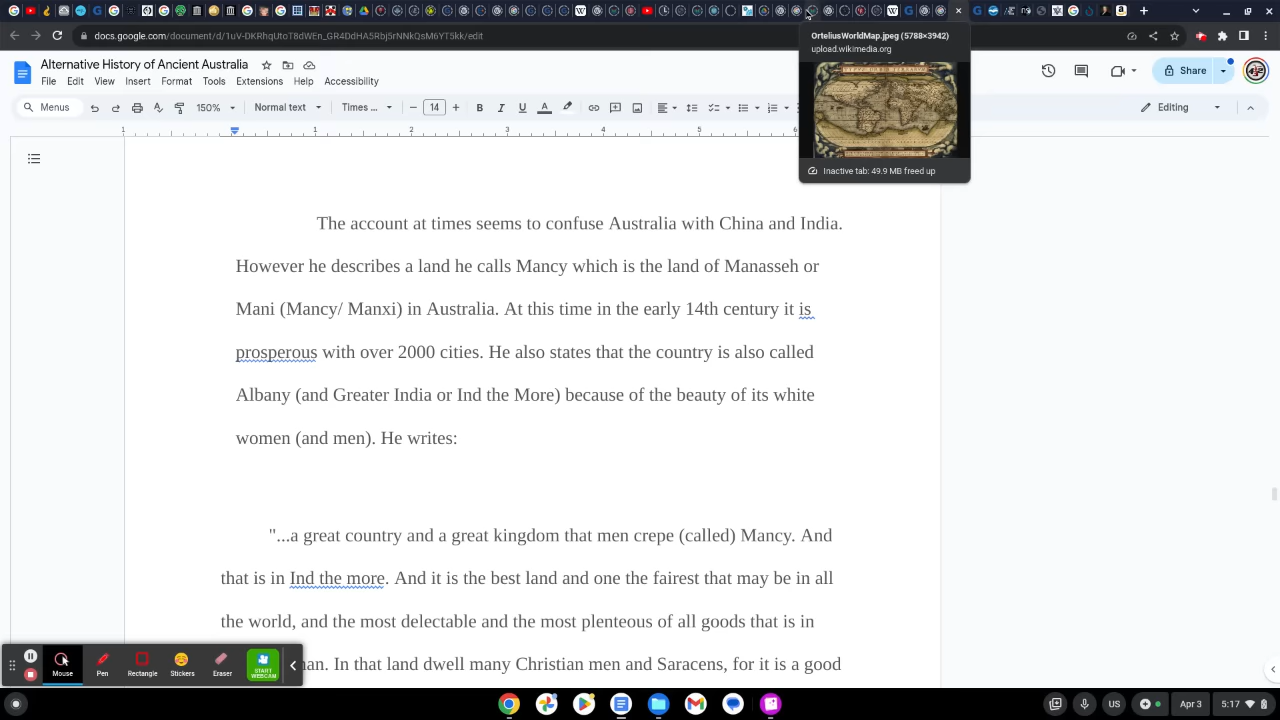 docs.google.com/document/d/1uV-DKRhqUtoT8dWEn_GR4DdHA5Rbj5rNNkQsM6YT5kk/edit
OrteliusWorldMap.jpeg (5788×3942)
upload.wikimedia.org
Inactive tab: 49.9 MB freed up
Alternative History of Ancient Australia
File Edit View Insert Format Tools Extensions Help Accessibility
Share
Menus 150% Normal text Times ... 14 Editing
1 1 2 3 4 5 6
The account at times seems to confuse Australia with China and India.
However he describes a land he calls Mancy which is the land of Manasseh or
Mani (Mancy/ Manxi) in Australia. At this time in the early 14th century it is
prosperous with over 2000 cities. He also states that the country is also called
Albany (and Greater India or Ind the More) because of the beauty of its white
women (and men). He writes:
"...a great country and a great kingdom that men crepe (called) Mancy. And
that is in Ind the more. And it is the best land and one the fairest that may be in all
the world, and the most delectable and the most plenteous of all goods that is in
man. In that land dwell many Christian men and Saracens, for it is a good
Mouse Pen Rectangle Stickers Eraser START WEBCAM
US Apr 3 5:17